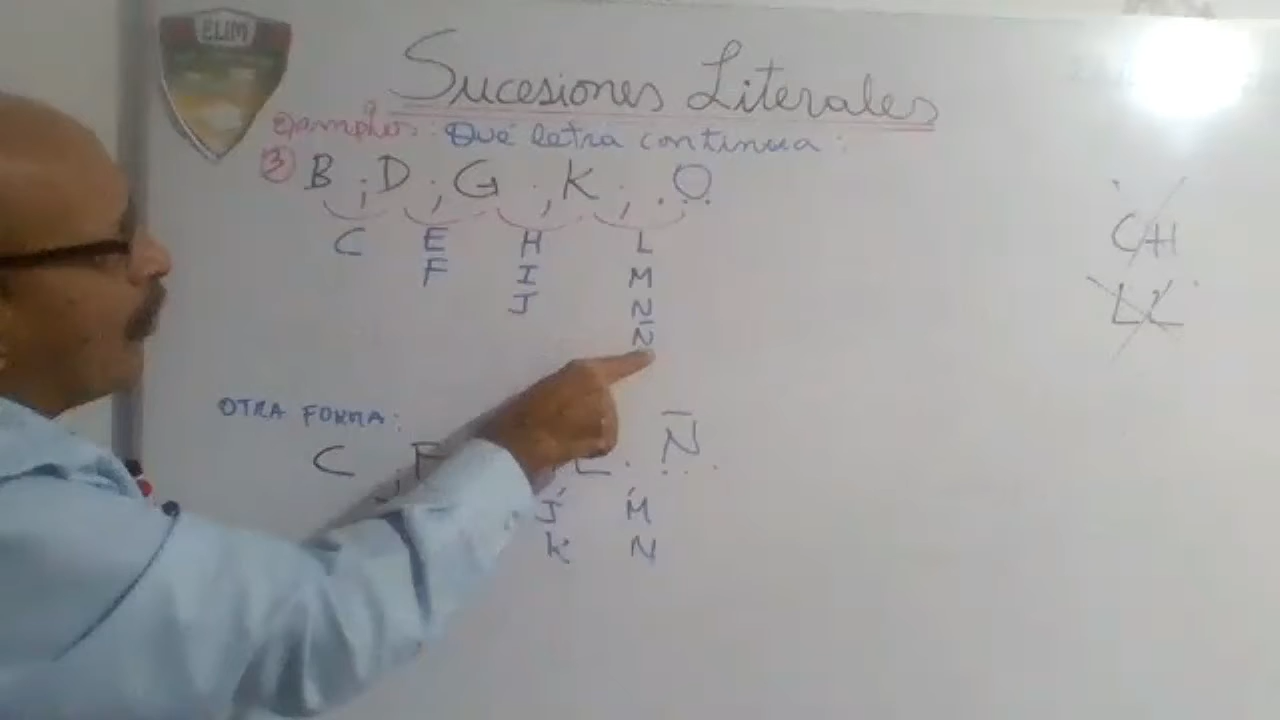 ELIM
Sucesiones Literales
ejemplos: Qué letra continua:
3 B ; D ; G ; K ; O
C E H L
F I M
J N
Ñ
CH
LL
OTRA FORMA:
C F L Ñ
J M
K N